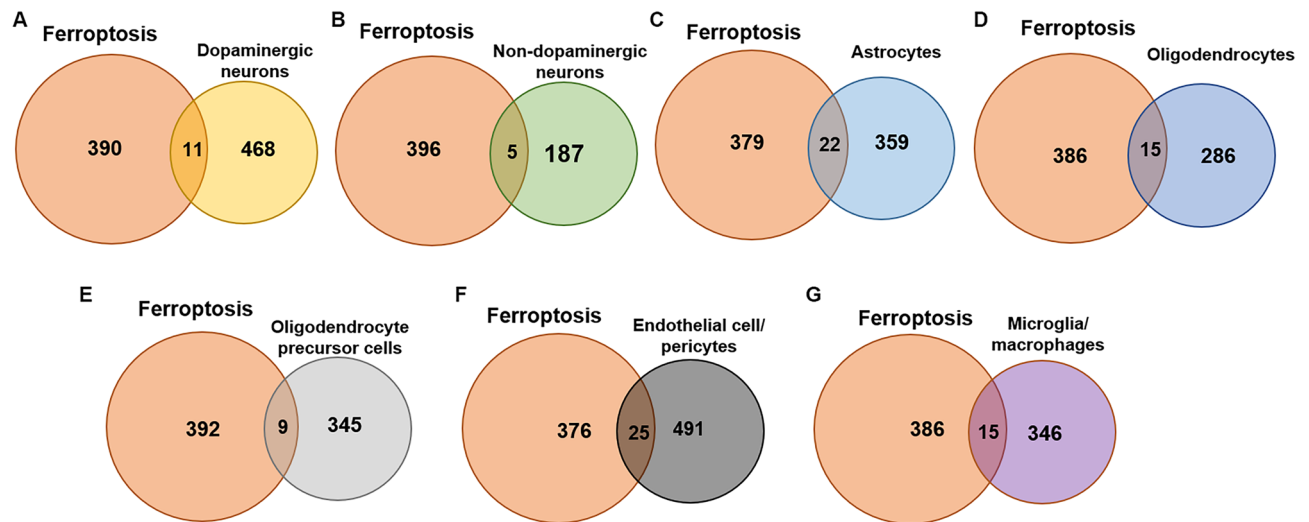 A
Ferroptosis
Dopaminergic
neurons
390
11
468
B
Ferroptosis
Non-dopaminergic
neurons
396
5
187
C
Ferroptosis
Astrocytes
379
22
359
D
Ferroptosis
Oligodendrocytes
386
15
286
E
Ferroptosis
Oligodendrocyte
precursor cells
392
9
345
F
Ferroptosis
Endothelial cell/
pericytes
376
25
491
G
Ferroptosis
Microglia/
macrophages
386
15
346